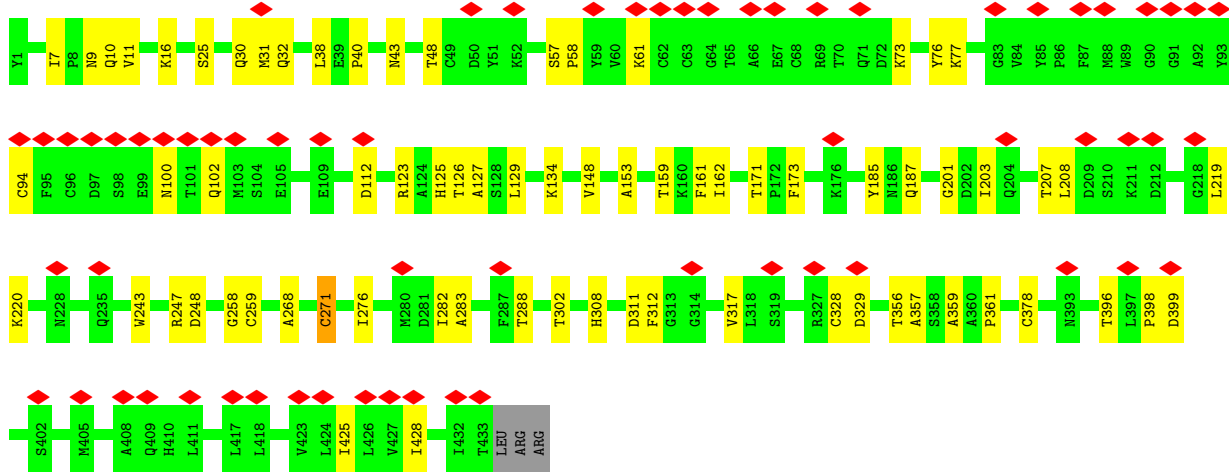 Y1 I7 P8 N9 Q10 V11 K16 S25 Q30 M31 Q32 L38 E39 P40 N43 T48 C49 D50 Y51 K52 S57 P58 Y59 V60 K61 C62 C63 G64 T65 A66 E67 C68 R69 T70 Q71 D72 K73 Y76 K77 G83 V84 Y85 P86 F87 M88 W89 G90 G91 A92 Y93
C94 F95 C96 D97 S98 E99 N100 T101 Q102 M103 S104 E105 E109 D112 R123 A124 H125 T126 A127 S128 L129 K134 V148 A153 T159 K160 F161 I162 T171 P172 F173 K176 Y185 N186 Q187 G201 D202 I203 Q204 T207 L208 D209 S210 K211 D212 G218 L219
K220 N228 Q235 W243 R247 D248 G258 C259 A268 C271 I276 M280 D281 I282 A283 F287 T288 T302 H308 D311 F312 G313 G314 V317 L318 S319 R327 C328 D329 T356 A357 S358 A359 A360 P361 C378 N393 T396 L397 P398 D399
S402 M405 A408 Q409 H410 L411 L417 L418 V423 L424 I425 L426 V427 I428 I432 T433 LEU ARG ARG